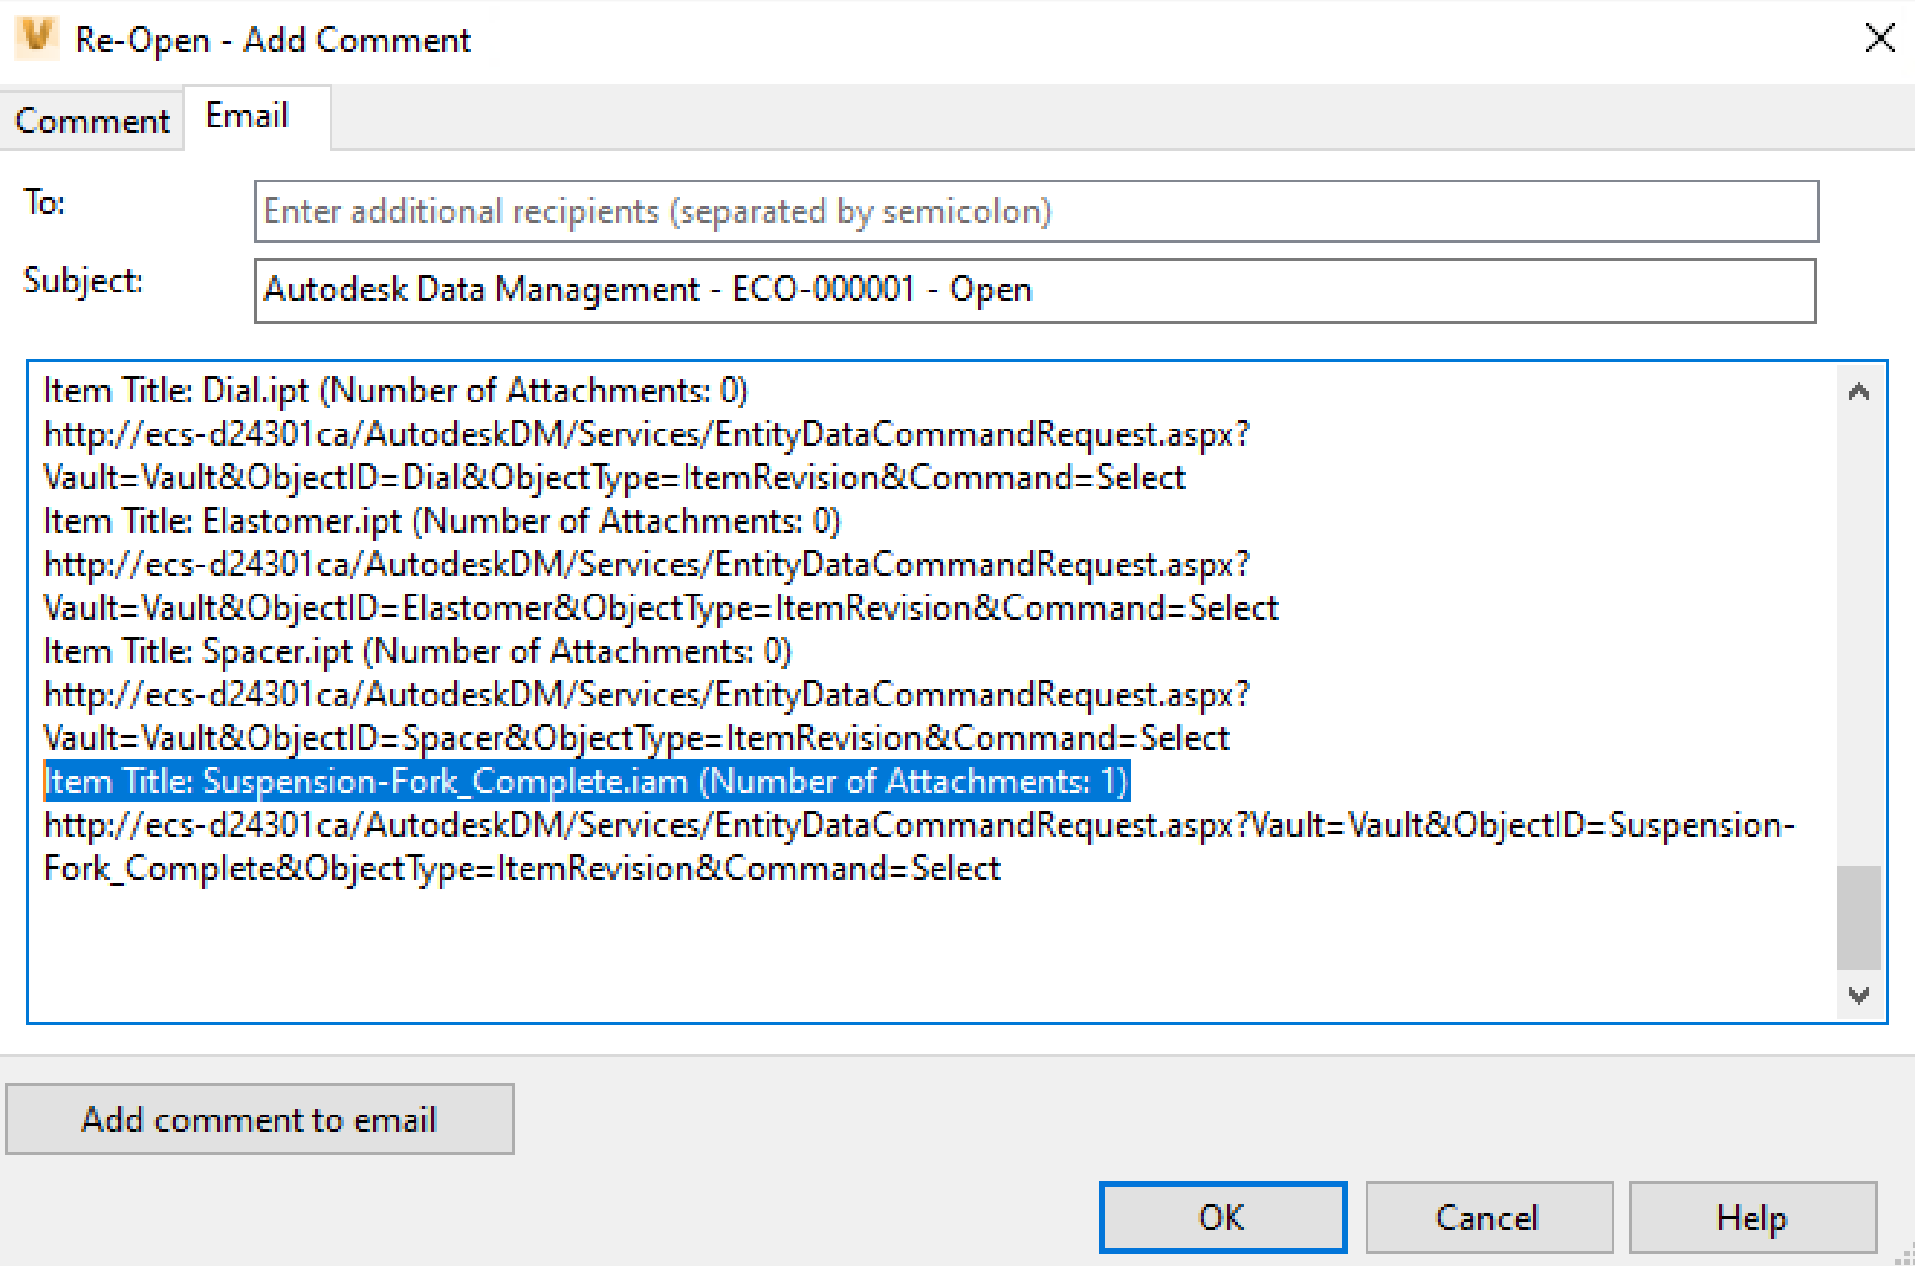 Re-Open - Add Comment
Comment
Email
To:
Enter additional recipients (separated by semicolon)
Subject:
Autodesk Data Management - ECO-000001 - Open
Item Title: Dial.ipt (Number of Attachments: 0)
http://ecs-d24301ca/AutodeskDM/Services/EntityDataCommandRequest.aspx?
Vault=Vault&ObjectID=Dial&ObjectType=ItemRevision&Command=Select
Item Title: Elastomer.ipt (Number of Attachments: 0)
http://ecs-d24301ca/AutodeskDM/Services/EntityDataCommandRequest.aspx?
Vault=Vault&ObjectID=Elastomer&ObjectType=ItemRevision&Command=Select
Item Title: Spacer.ipt (Number of Attachments: 0)
http://ecs-d24301ca/AutodeskDM/Services/EntityDataCommandRequest.aspx?
Vault=Vault&ObjectID=Spacer&ObjectType=ItemRevision&Command=Select
Item Title: Suspension-Fork_Complete.iam (Number of Attachments: 1)
http://ecs-d24301ca/AutodeskDM/Services/EntityDataCommandRequest.aspx?Vault=Vault&ObjectID=Suspension-
Fork_Complete&ObjectType=ItemRevision&Command=Select
Add comment to email
OK
Cancel
Help